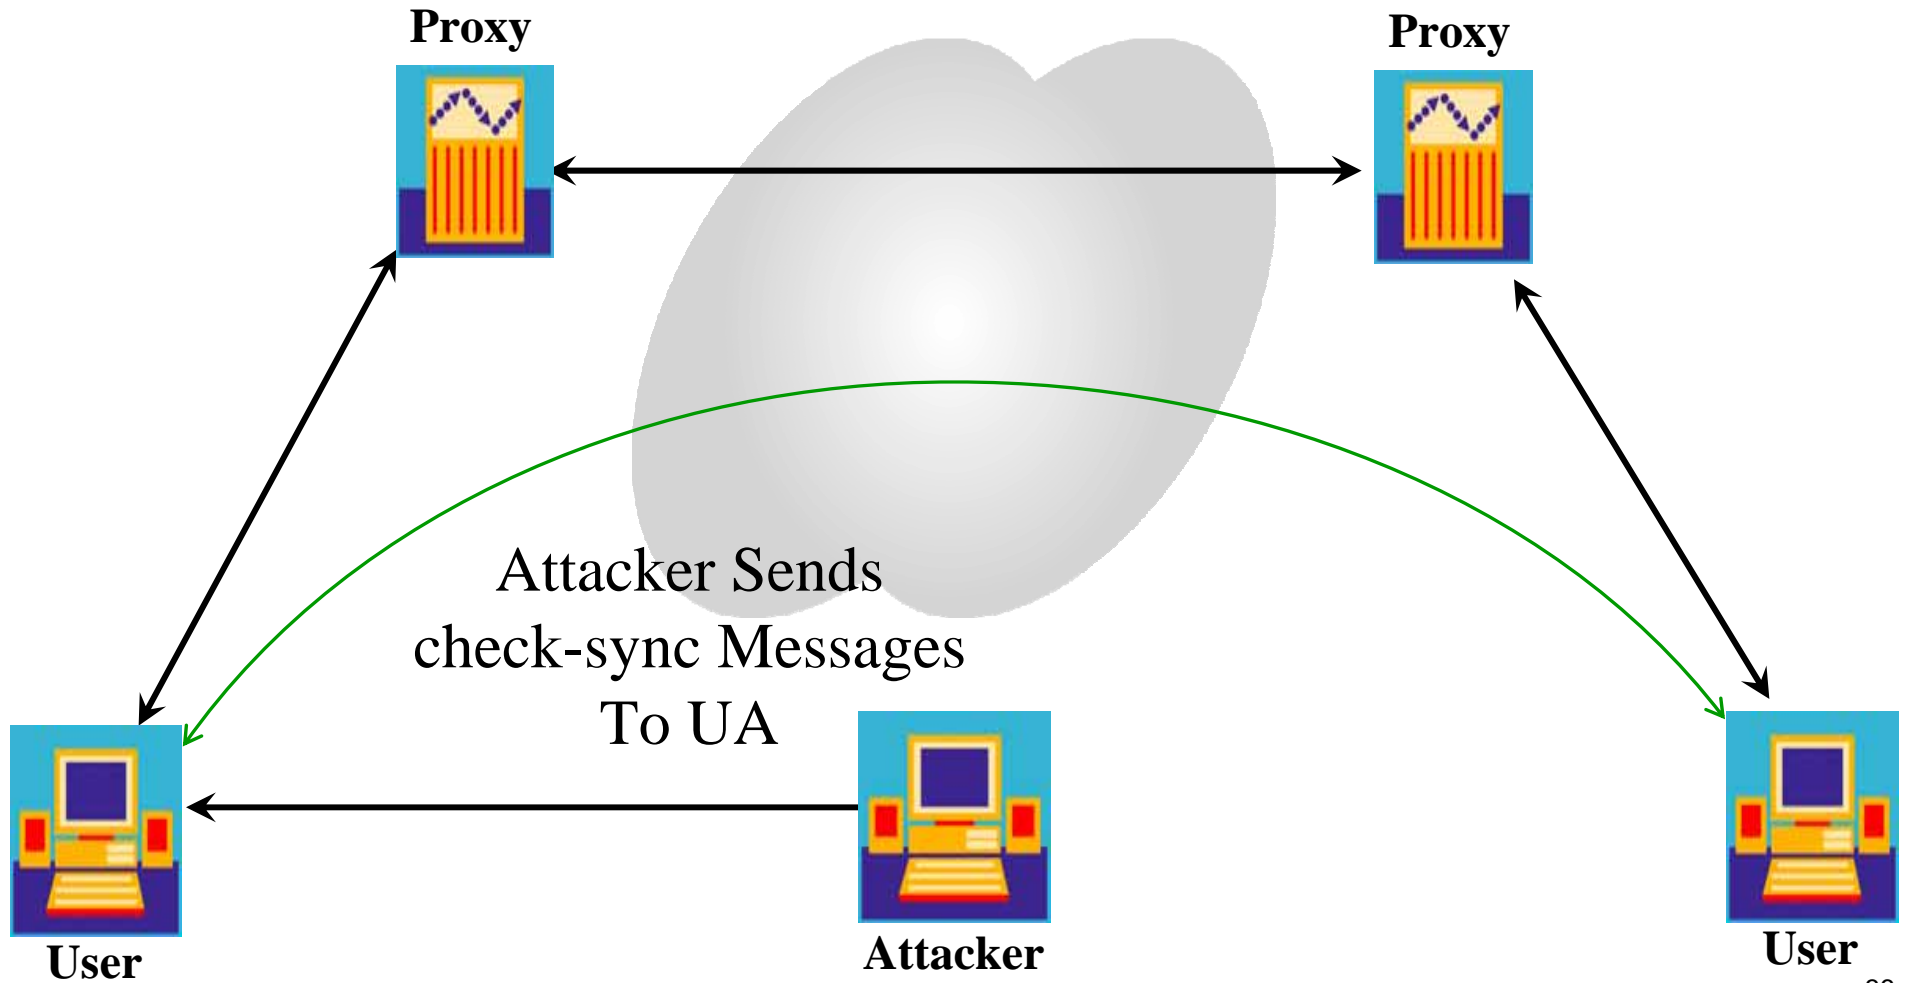 Proxy
Proxy
Attacker Sends
check-sync Messages
To UA
User
Attacker
User